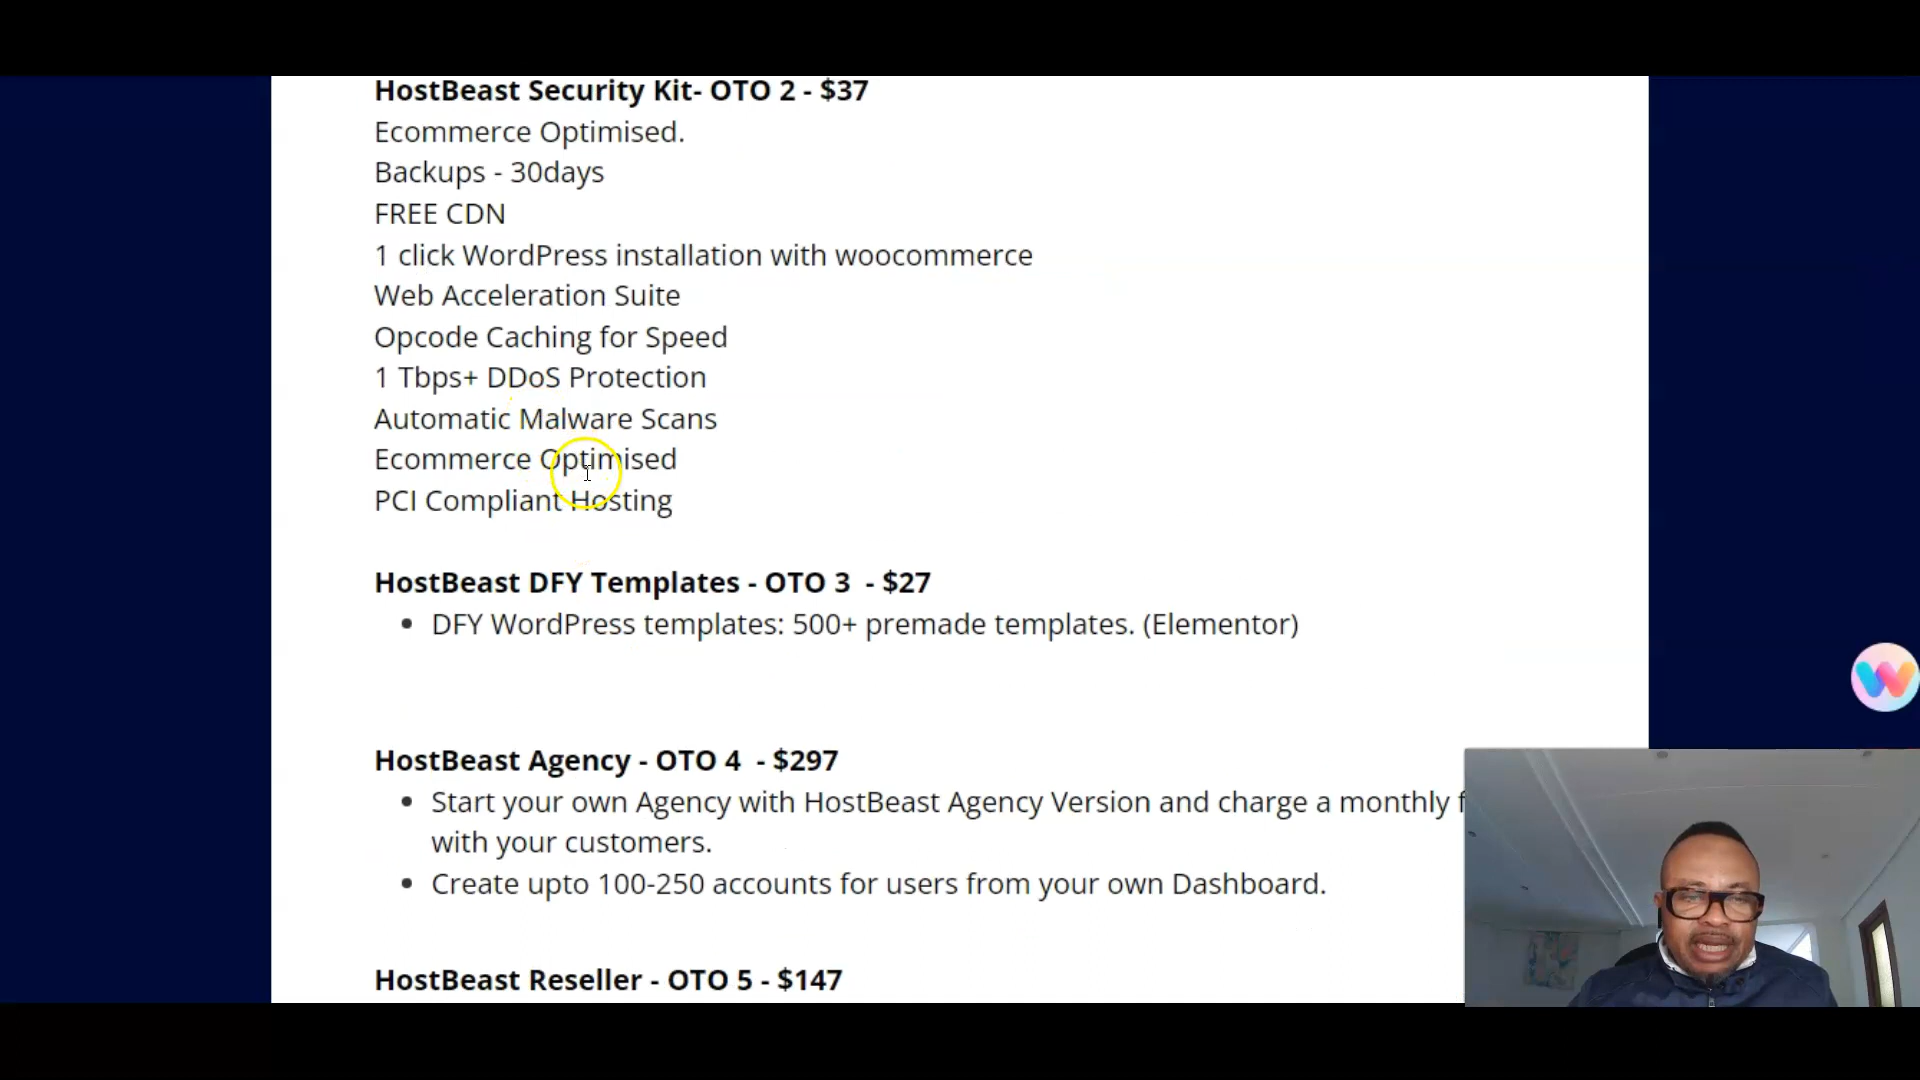 HostBeast Security Kit- OTO 2 - $37
Ecommerce Optimised.
Backups - 30days
FREE CDN
1 click WordPress installation with woocommerce
Web Acceleration Suite
Opcode Caching for Speed
1 Tbps+ DDoS Protection
Automatic Malware Scans
Ecommerce Optimised
PCI Compliant Hosting
HostBeast DFY Templates - OTO 3 - $27
• DFY WordPress templates: 500+ premade templates. (Elementor)
HostBeast Agency - OTO 4 - $297
• Start your own Agency with HostBeast Agency Version and charge a monthly
with your customers.
• Create upto 100-250 accounts for users from your own Dashboard.
HostBeast Reseller - OTO 5 - $147